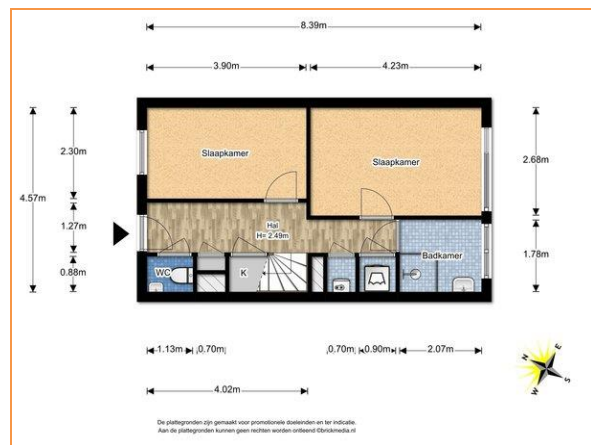 8.39m
3.90m
4.23m
4.57m
2.30m
1.27m
0.88m
2.68m
1.78m
Slaapkamer
Slaapkamer
Hal
H= 2.49m
WC
K
Badkamer
1.13m
0.70m
0.70m
0.90m
2.07m
4.02m
N
E
W
S
De plattegronden zijn gemaakt voor promotionele doeleinden en ter indicatie.
Aan de plattegronden kunnen geen rechten worden ontleend ©brickmedia.nl